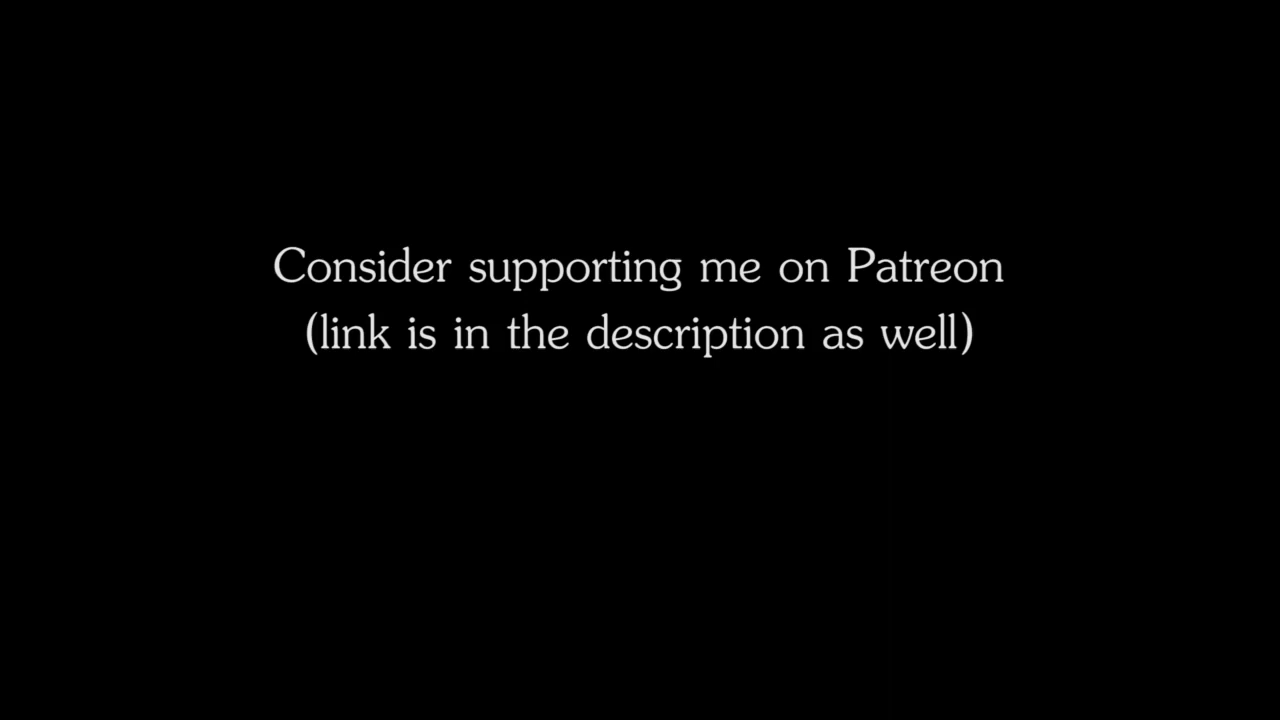 Consider supporting me on Patreon
(link is in the description as well)